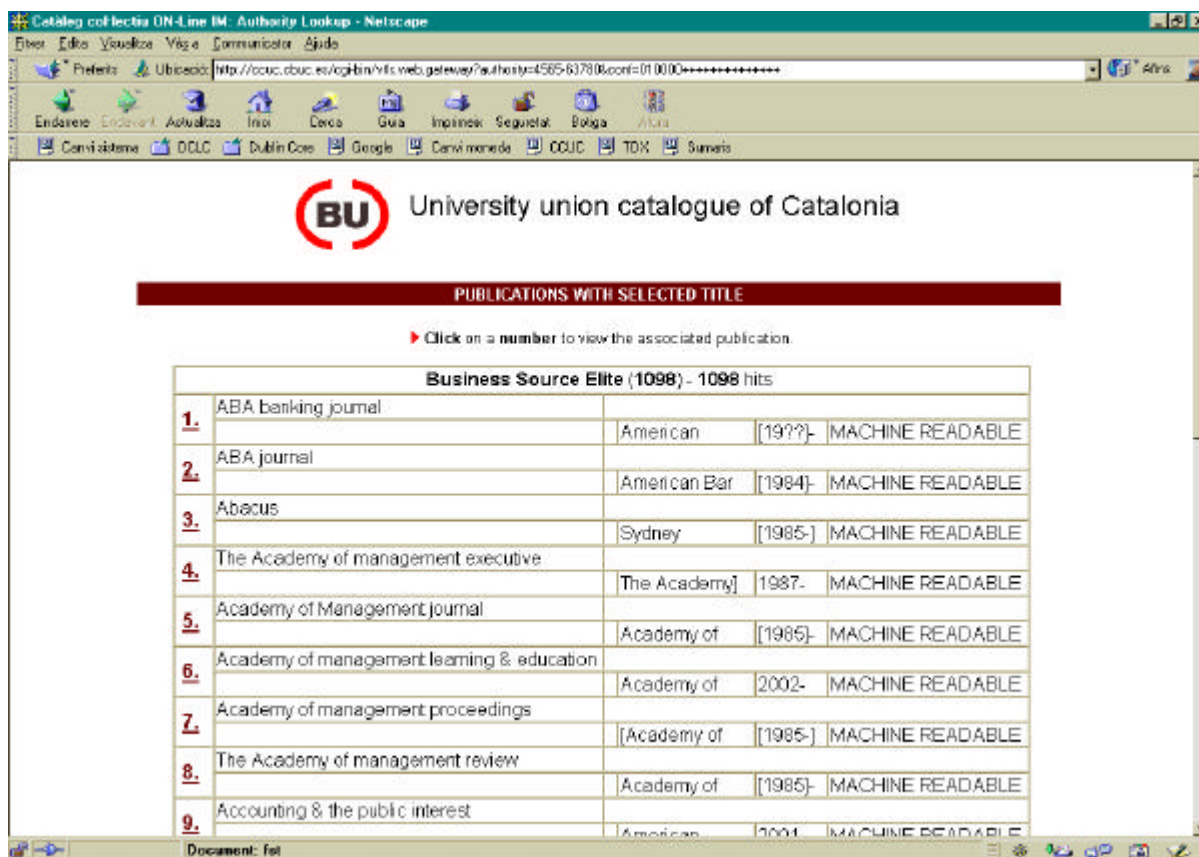 Catàleg col·lectiu ON-Line IM: Authority Lookup - Netscape
Fitxer Edita Visualitza Vés a Communicator Ajuda
Preferits Ubicació: http://ccuc.cbuc.es/cgi-bin/vtls.web.gateway?authority=4565-63780&conf=010000+++++++++++++++ Afins
Endarrere Endavant Actualitza Inici Cerca Guia Imprimeix Seguretat Botiga Atura
Canvi sistema OCLC Dublin Core Google Canvi moneda CCUC TDX Sumaris
BU University union catalogue of Catalonia
PUBLICATIONS WITH SELECTED TITLE
Click on a number to view the associated publication.
Business Source Elite (1098) - 1098 hits
1. ABA banking journal
American [19??]- MACHINE READABLE
2. ABA journal
American Bar [1984]- MACHINE READABLE
3. Abacus
Sydney [1985-] MACHINE READABLE
4. The Academy of management executive
The Academy] 1987- MACHINE READABLE
5. Academy of Management journal
Academy of [1985]- MACHINE READABLE
6. Academy of management learning & education
Academy of 2002- MACHINE READABLE
7. Academy of management proceedings
[Academy of [1985-] MACHINE READABLE
8. The Academy of management review
Academy of [1985]- MACHINE READABLE
9. Accounting & the public interest
American 2001- MACHINE READABLE
Document: fet